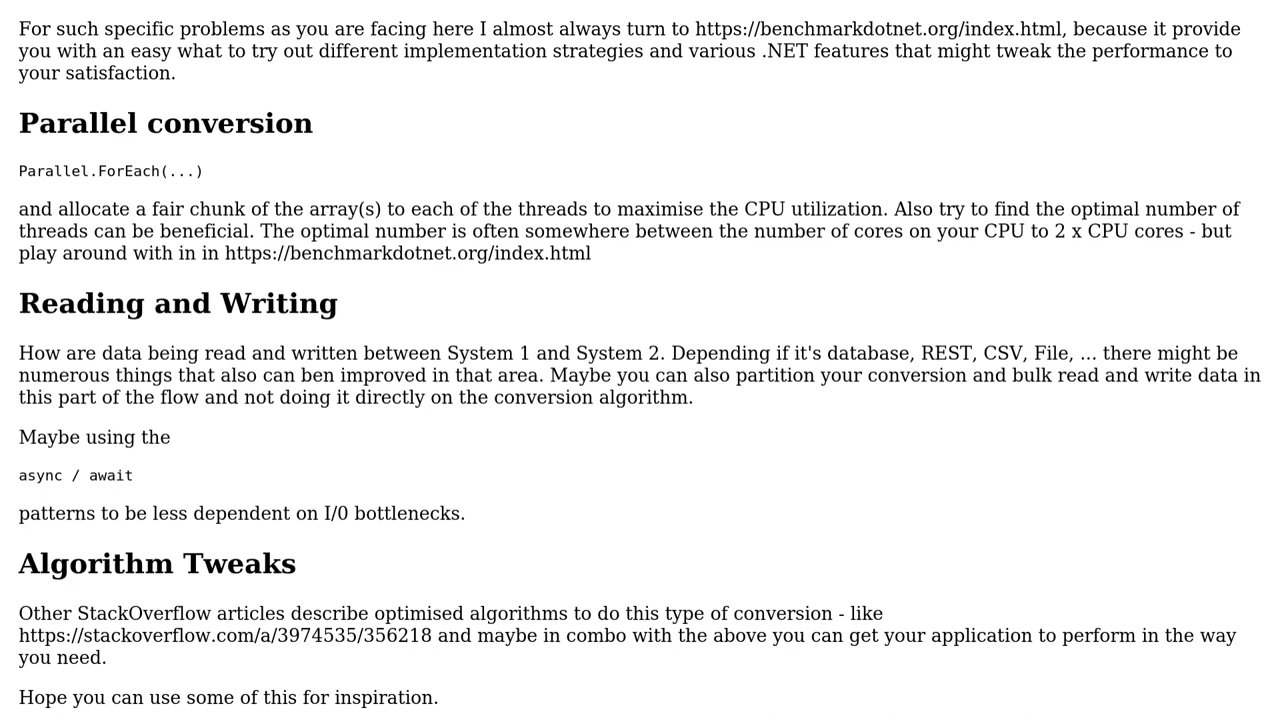 For such specific problems as you are facing here I almost always turn to https://benchmarkdotnet.org/index.html, because it provide
you with an easy what to try out different implementation strategies and various .NET features that might tweak the performance to
your satisfaction.
Parallel conversion
Parallel.ForEach(...)
and allocate a fair chunk of the array(s) to each of the threads to maximise the CPU utilization. Also try to find the optimal number of
threads can be beneficial. The optimal number is often somewhere between the number of cores on your CPU to 2 x CPU cores - but
play around with in in https://benchmarkdotnet.org/index.html
Reading and Writing
How are data being read and written between System 1 and System 2. Depending if it's database, REST, CSV, File, ... there might be
numerous things that also can ben improved in that area. Maybe you can also partition your conversion and bulk read and write data in
this part of the flow and not doing it directly on the conversion algorithm.
Maybe using the
async / await
patterns to be less dependent on I/0 bottlenecks.
Algorithm Tweaks
Other StackOverflow articles describe optimised algorithms to do this type of conversion - like
https://stackoverflow.com/a/3974535/356218 and maybe in combo with the above you can get your application to perform in the way
you need.
Hope you can use some of this for inspiration.